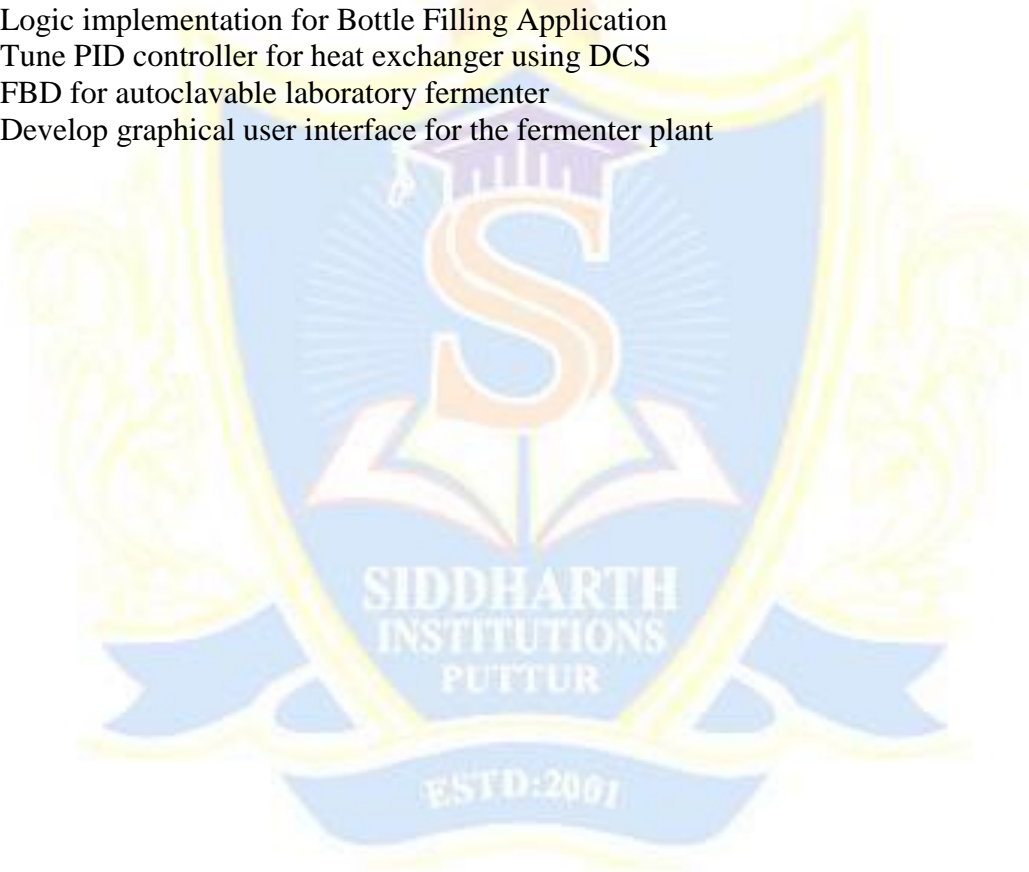 Logic implementation for Bottle Filling Application
Tune PID controller for heat exchanger using DCS
FBD for autoclavable laboratory fermenter
Develop graphical user interface for the fermenter plant
S
SIDDHARTH
INSTITUTIONS
PUTTUR
ESTD:2001